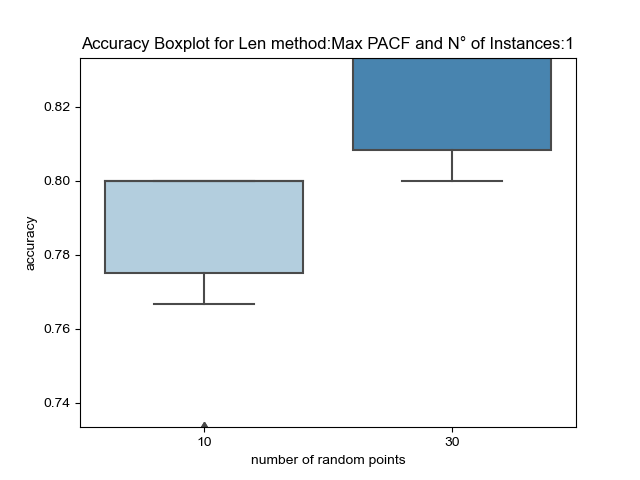 Accuracy Boxplot for Len method:Max PACF and N° of Instances:1
0.82
0.80
0.78
0.76
0.74
accuracy
10
30
number of random points